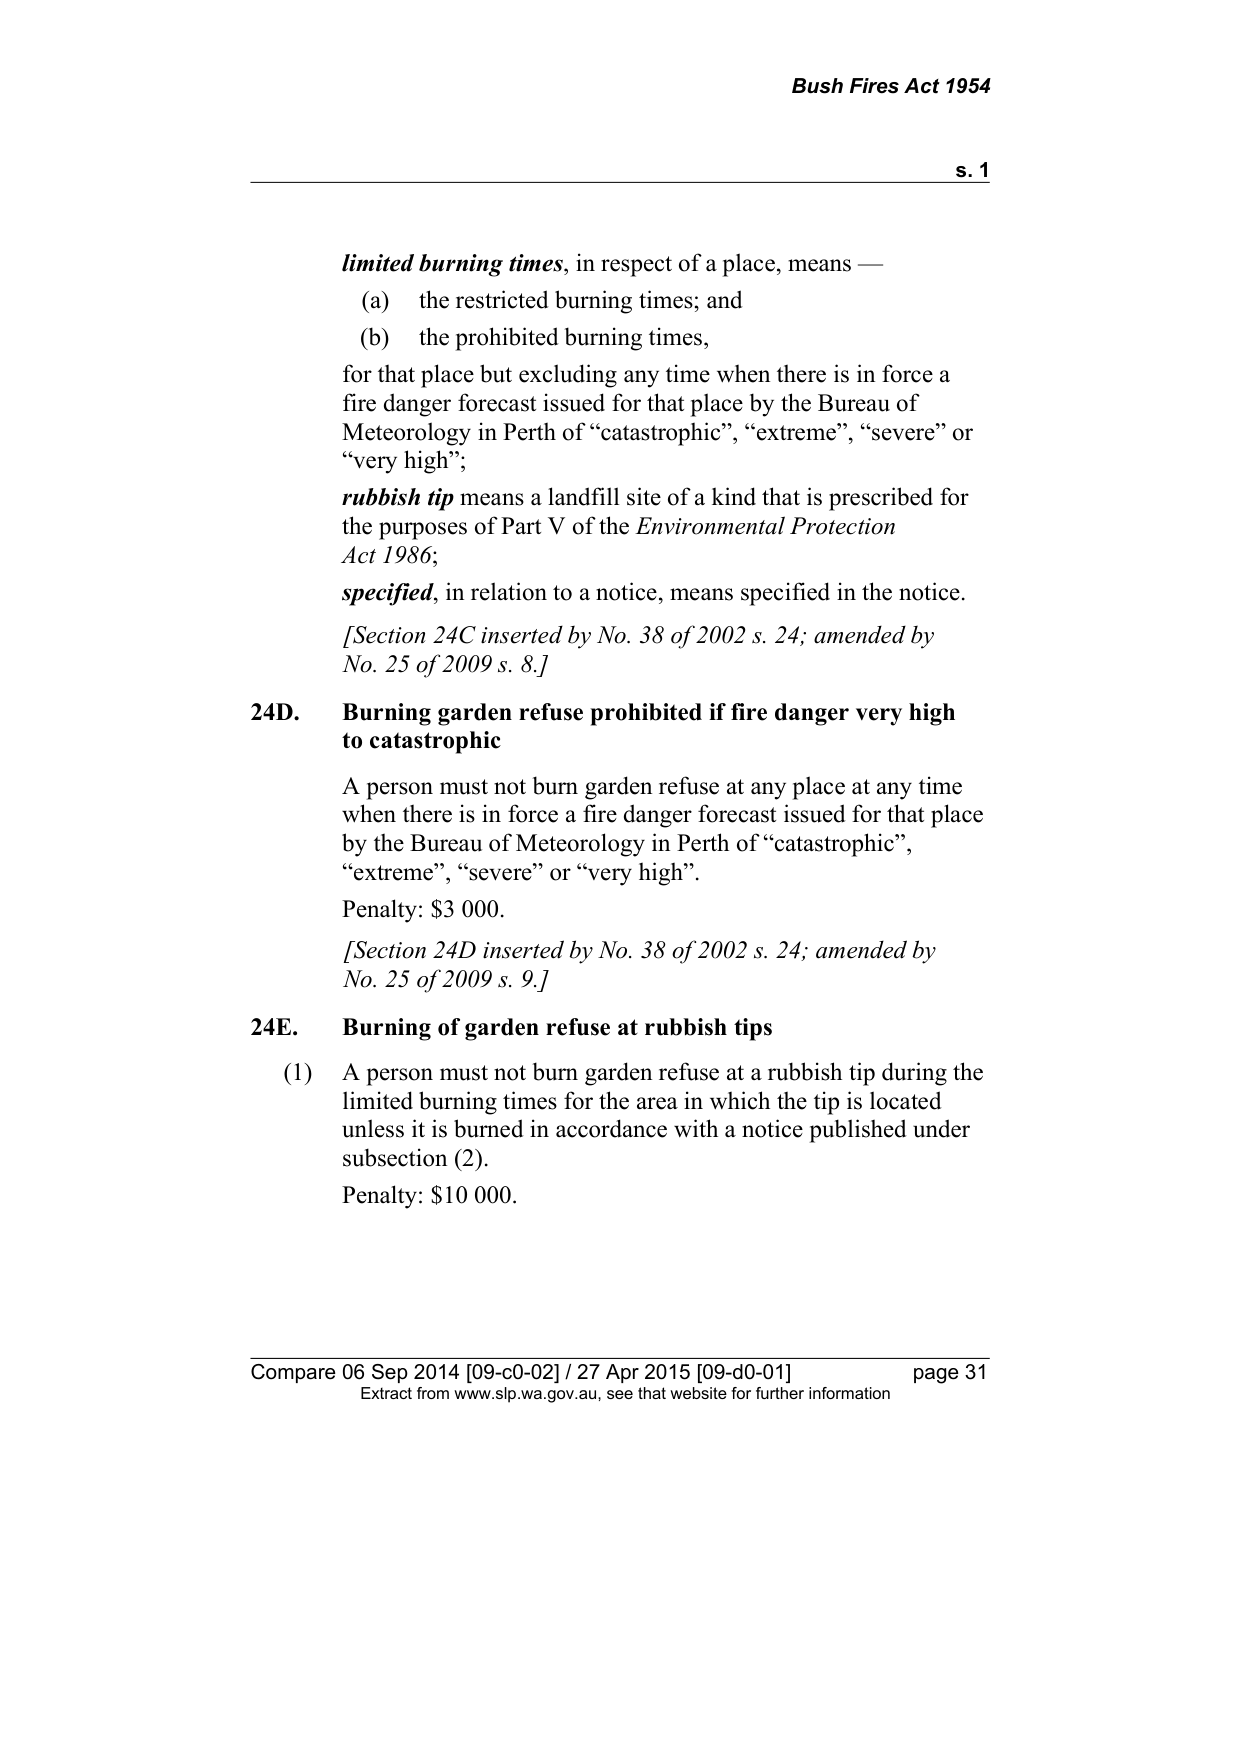 Bush Fires Act 1954
s. 1
limited burning times, in respect of a place, means —
(a) the restricted burning times; and
(b) the prohibited burning times,
for that place but excluding any time when there is in force a
fire danger forecast issued for that place by the Bureau of
Meteorology in Perth of “catastrophic”, “extreme”, “severe” or
“very high”;
rubbish tip means a landfill site of a kind that is prescribed for
the purposes of Part V of the Environmental Protection
Act 1986;
specified, in relation to a notice, means specified in the notice.
[Section 24C inserted by No. 38 of 2002 s. 24; amended by
No. 25 of 2009 s. 8.]
24D. Burning garden refuse prohibited if fire danger very high
to catastrophic
A person must not burn garden refuse at any place at any time
when there is in force a fire danger forecast issued for that place
by the Bureau of Meteorology in Perth of “catastrophic”,
“extreme”, “severe” or “very high”.
Penalty: $3 000.
[Section 24D inserted by No. 38 of 2002 s. 24; amended by
No. 25 of 2009 s. 9.]
24E. Burning of garden refuse at rubbish tips
(1) A person must not burn garden refuse at a rubbish tip during the
limited burning times for the area in which the tip is located
unless it is burned in accordance with a notice published under
subsection (2).
Penalty: $10 000.
Compare 06 Sep 2014 [09-c0-02] / 27 Apr 2015 [09-d0-01] page 31
Extract from www.slp.wa.gov.au, see that website for further information